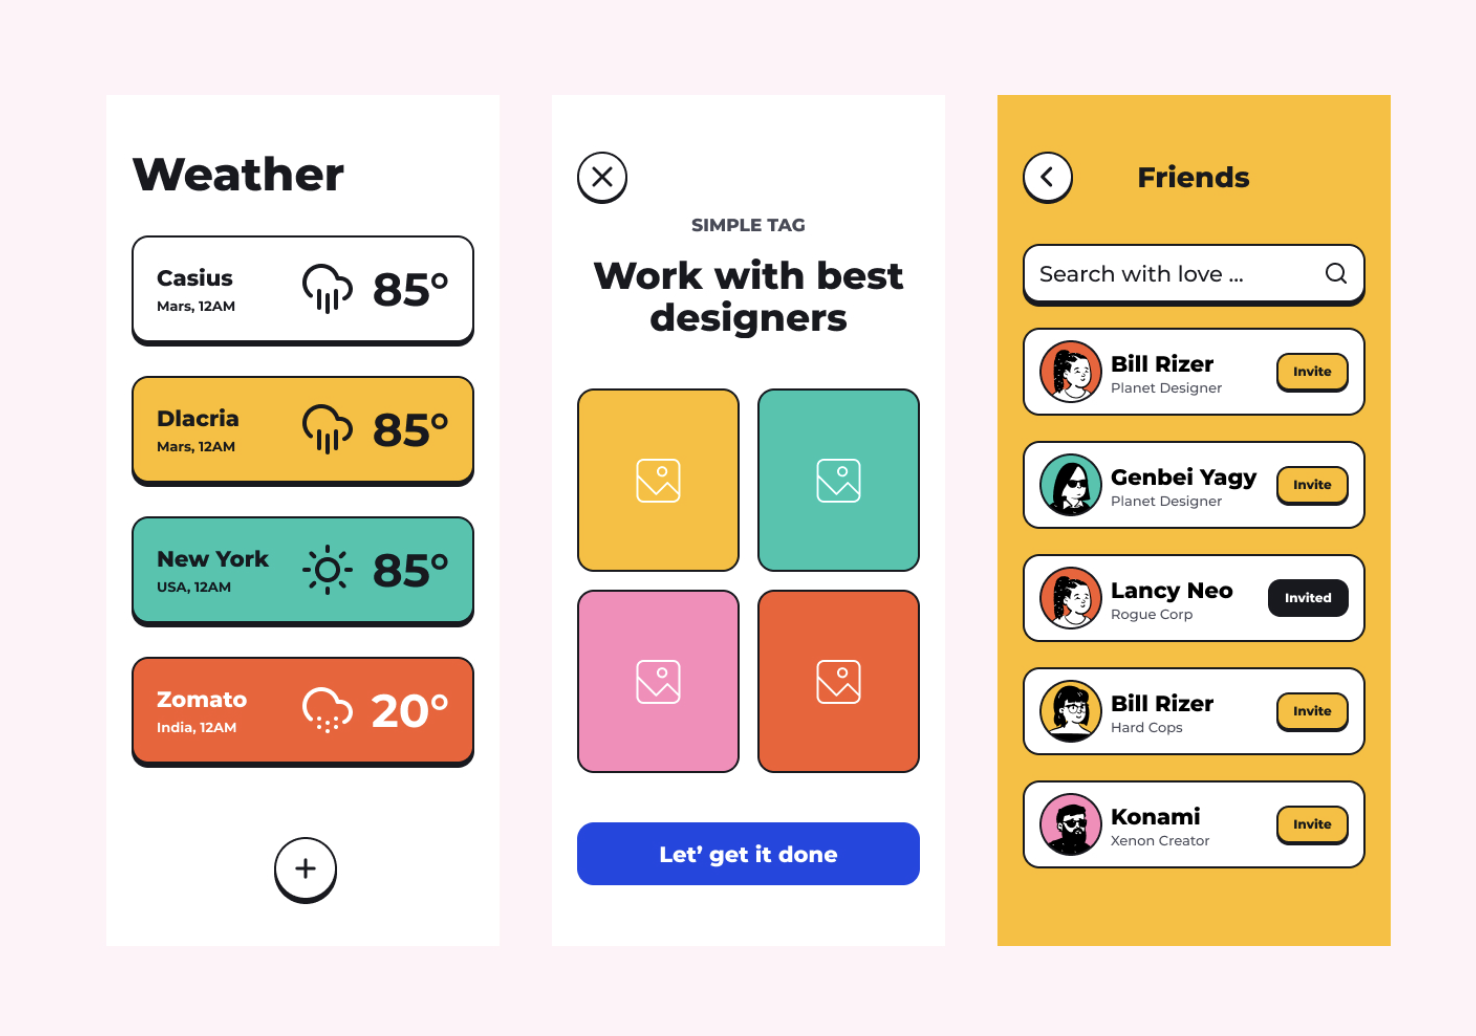 Weather
Casius
Mars, 12AM
85°
Dlacria
Mars, 12AM
85°
New York
USA, 12AM
85°
Zomato
India, 12AM
20°
SIMPLE TAG
Work with best
designers
Let’ get it done
Friends
Search with love ...
Bill Rizer
Planet Designer
Invite
Genbei Yagy
Planet Designer
Invite
Lancy Neo
Rogue Corp
Invited
Bill Rizer
Hard Cops
Invite
Konami
Xenon Creator
Invite